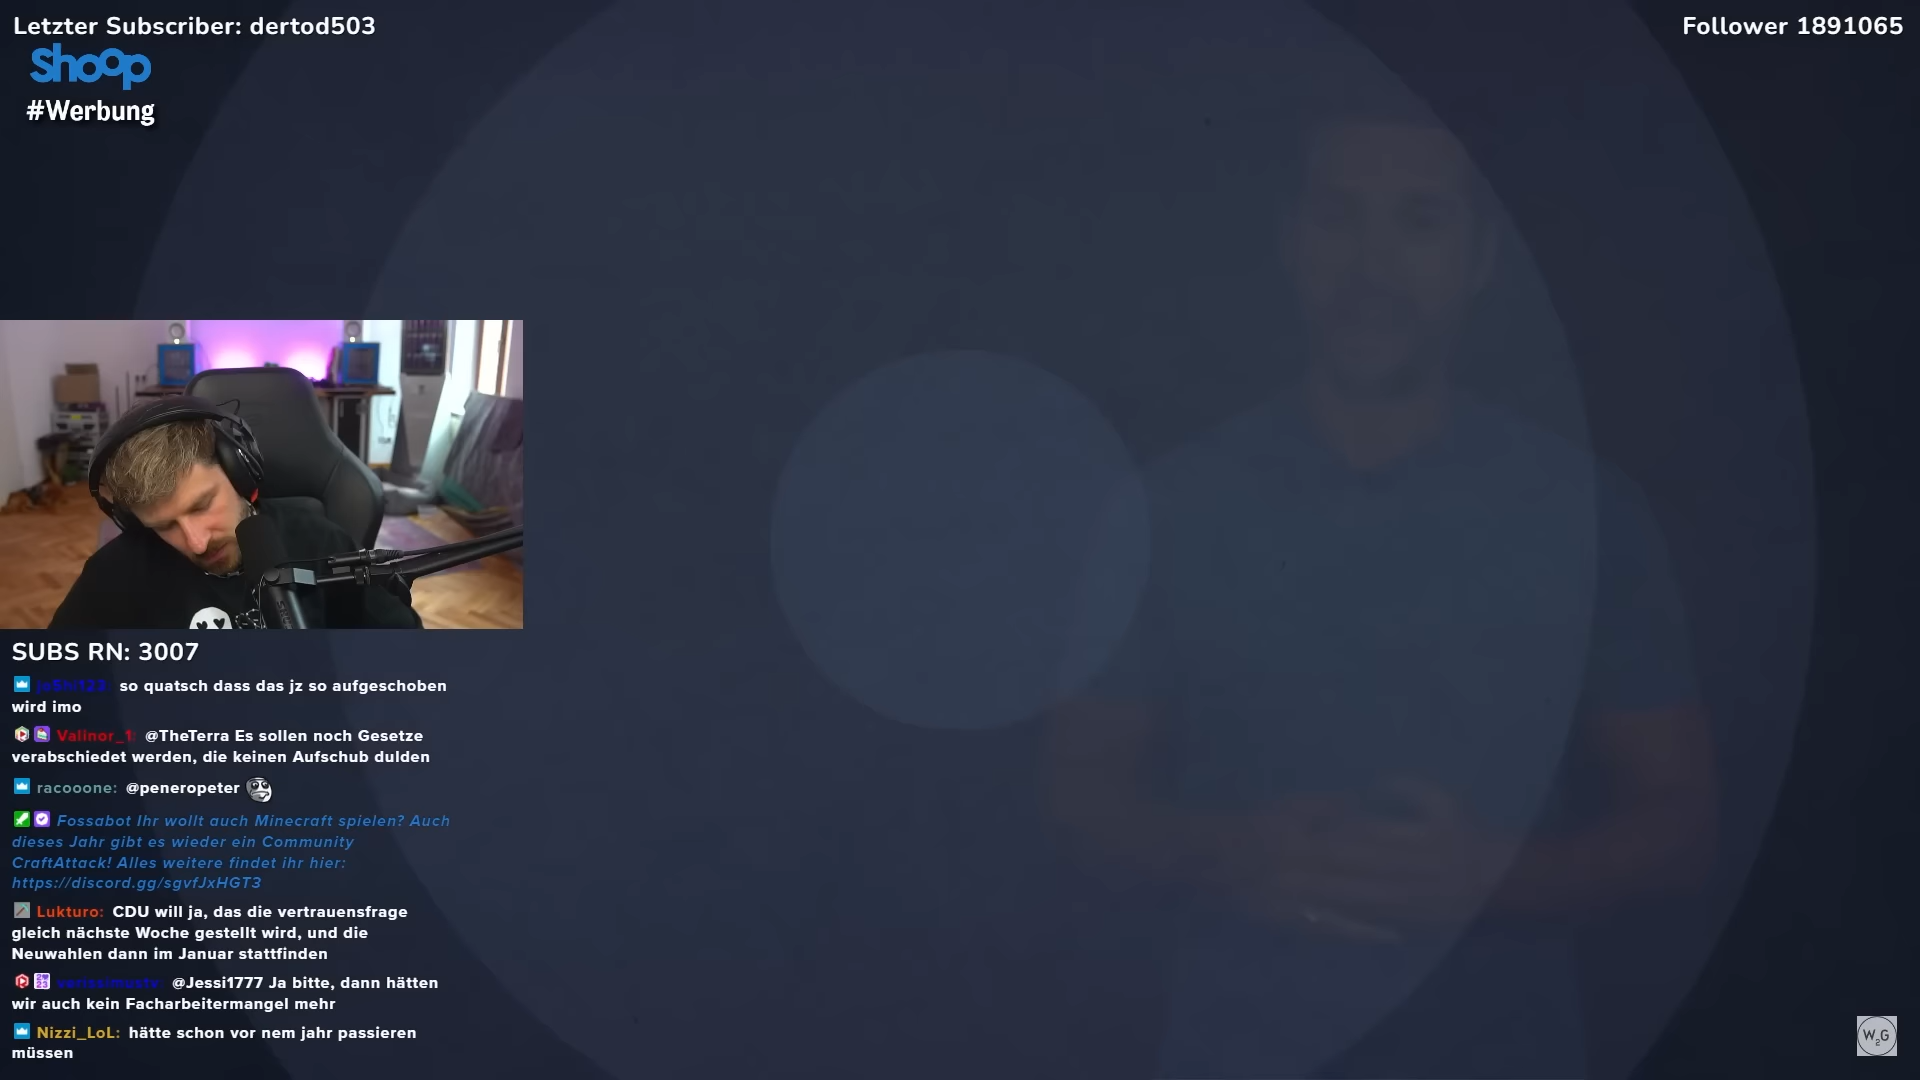 Letzter Subscriber: dertod503
Follower 1891065
shoop
#Werbung
SUBS RN: 3007
so quatsch dass das jz so aufgeschoben
wird imo
Valinor_1: @TheTerra Es sollen noch Gesetze
verabschiedet werden, die keinen Aufschub dulden
racooone: @peneropeter
Fossabot Ihr wollt auch Minecraft spielen? Auch
dieses Jahr gibt es wieder ein Community
CraftAttack! Alles weitere findet ihr hier:
https://discord.gg/sgvfJxHGT3
Lukturo: CDU will ja, das die vertrauensfrage
gleich nächste Woche gestellt wird, und die
Neuwahlen dann im Januar stattfinden
@Jessi1777 Ja bitte, dann hätten
wir auch kein Facharbeitermangel mehr
Nizzi_LoL: hätte schon vor nem jahr passieren
müssen
W2G